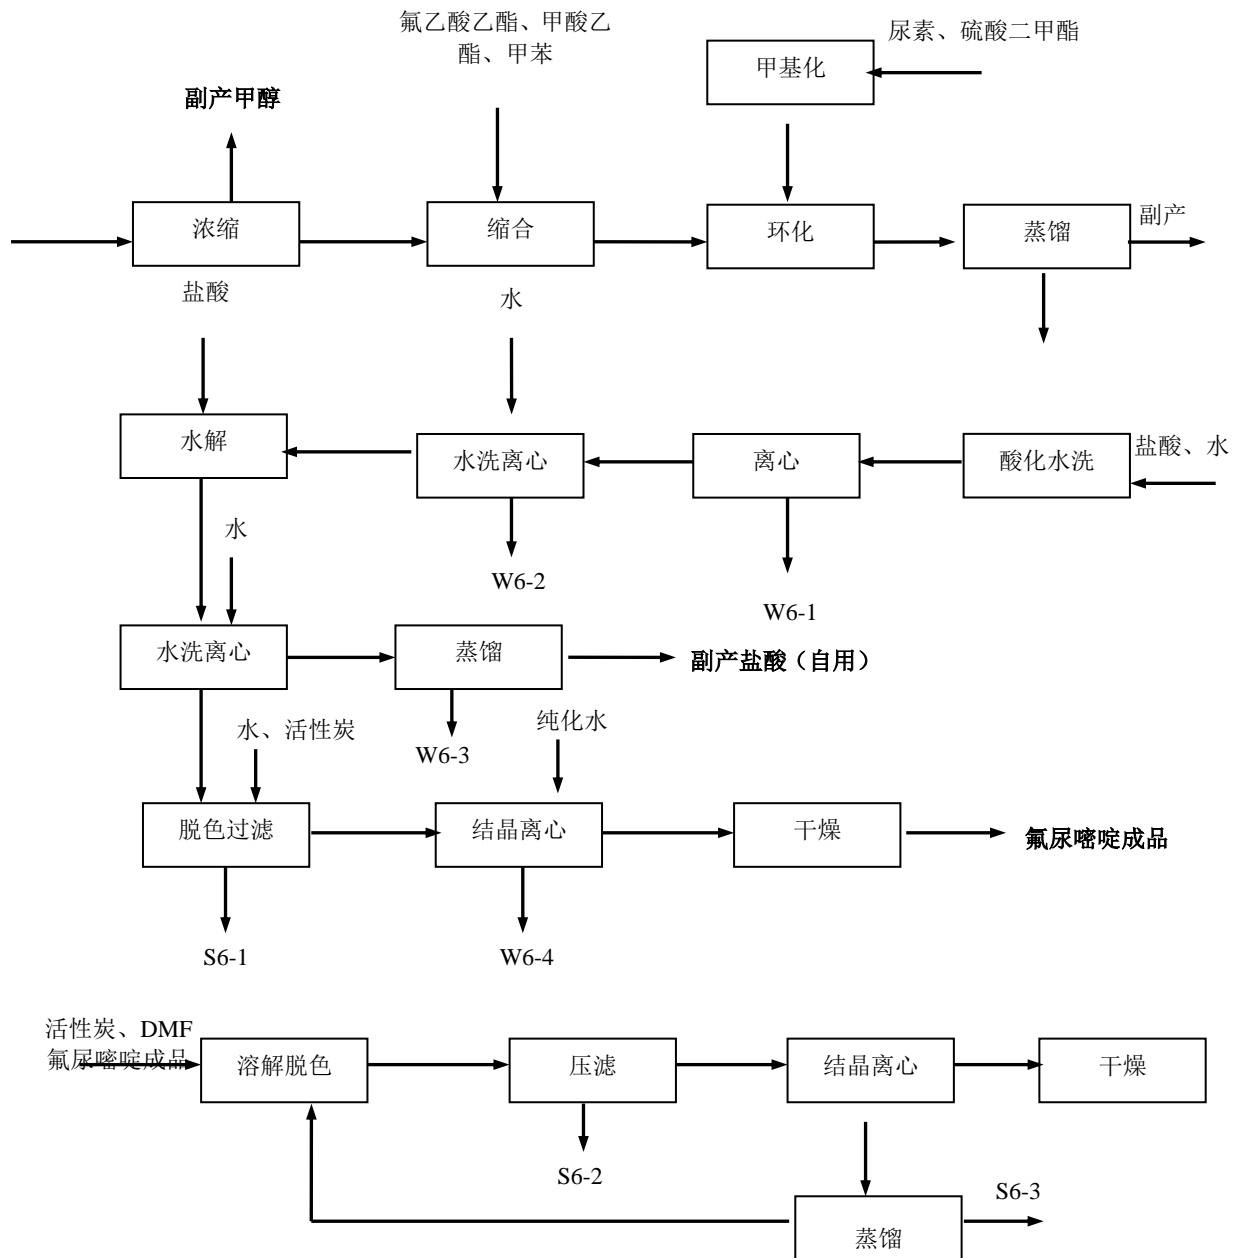 氟乙酸乙酯、甲酸乙
酯、甲苯
尿素、硫酸二甲酯
甲基化
副产甲醇
浓缩
缩合
环化
蒸馏
副产
盐酸
水
水解
水洗离心
离心
酸化水洗
盐酸、水
水
W6-2
W6-1
水洗离心
蒸馏
副产盐酸（自用）
水、活性炭
W6-3
纯化水
脱色过滤
结晶离心
干燥
氟尿嘧啶成品
S6-1
W6-4
活性炭、DMF
氟尿嘧啶成品
溶解脱色
压滤
结晶离心
干燥
S6-2
S6-3
蒸馏